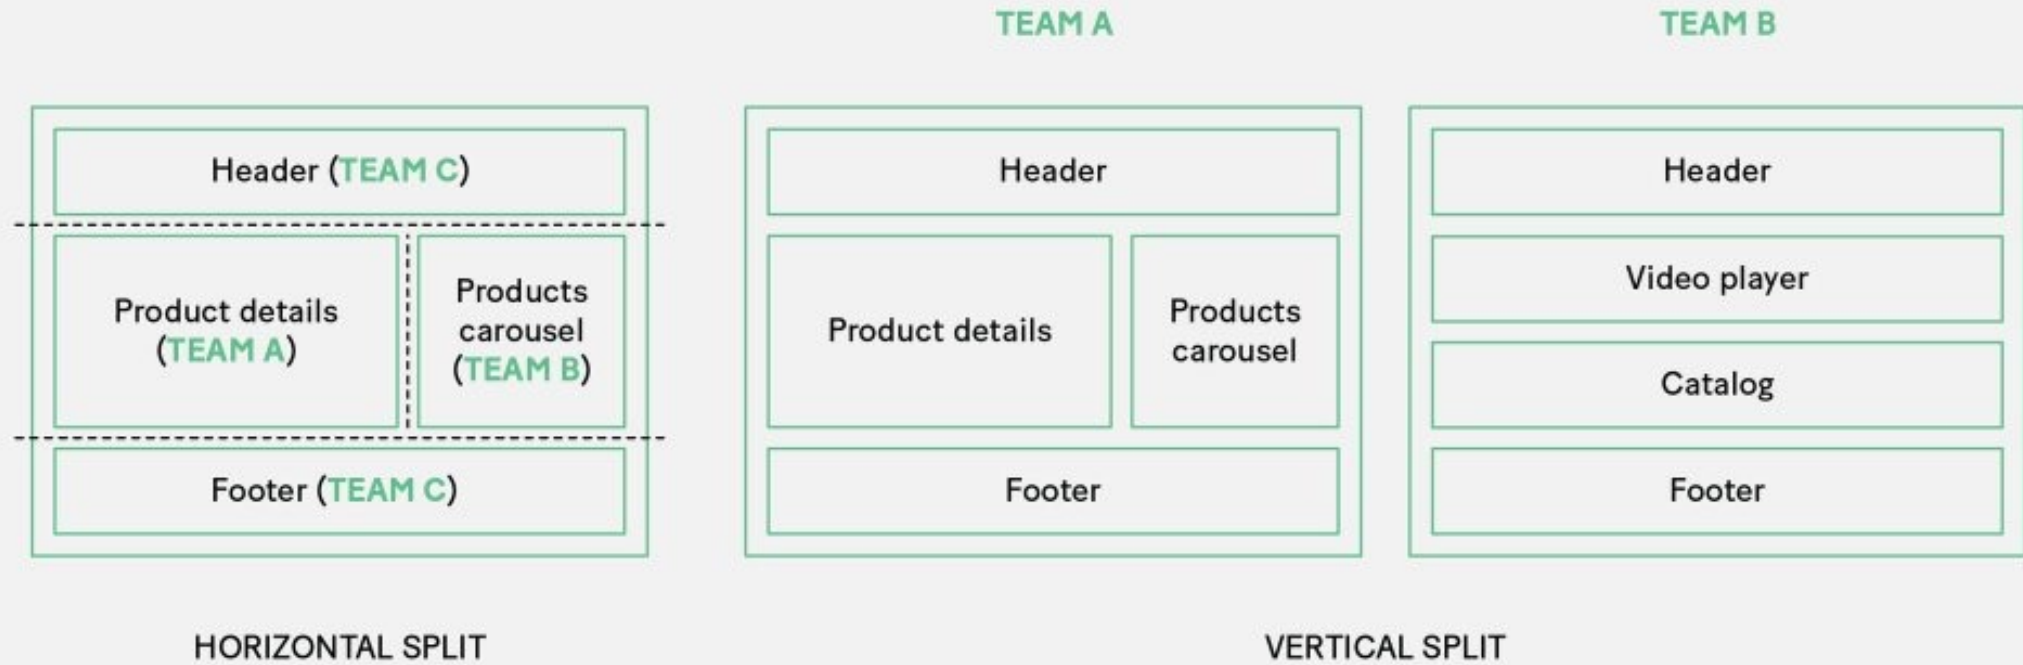 TEAM A
TEAM B
Header (TEAM C)
Product details
(TEAM A)
Products
carousel
(TEAM B)
Footer (TEAM C)
HORIZONTAL SPLIT
Header
Product details
Products
carousel
Footer
Header
Video player
Catalog
Footer
VERTICAL SPLIT